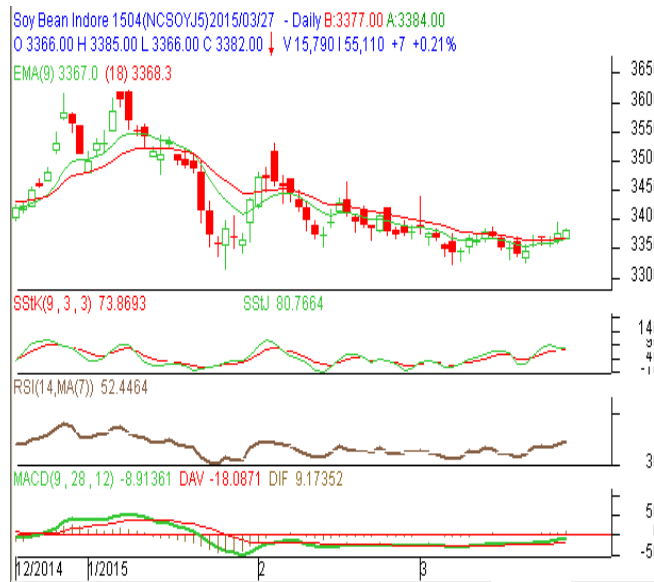 Soy Bean Indore 1504(NCSOYJ5)2015/03/27 - Daily B:3377.00 A:3384.00
O 3366.00 H 3385.00 L 3366.00 C 3382.00 V 15,790 I 55,110 +7 +0.21%
EMA(9) 3367.0 (18) 3368.3
365
360
355
350
345
340
335
330
SStK(9 , 3 , 3) 73.8693 SStJ 80.7664
14
9
4
-1
RSI(14,MA(7)) 52.4464
3
MACD(9 , 28 , 12) -8.91361 DAV -18.0871 DIF 9.17352
5
-5
12/2014 1/2015 2 3